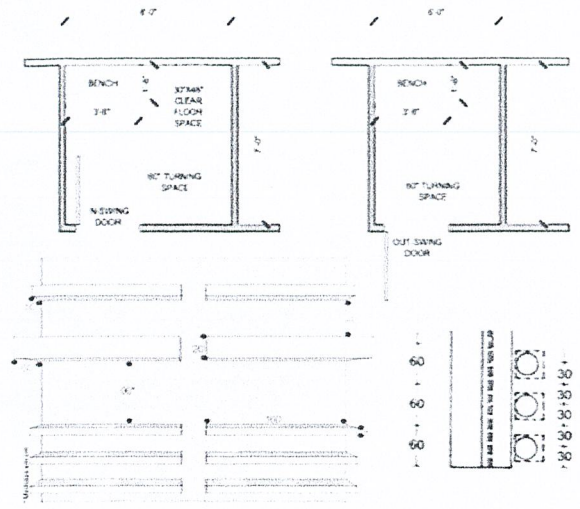 6'-0"
BENCH
3'-6"
30"X48"
CLEAR
FLOOR
SPACE
7'-0"
60" TURNING
SPACE
IN-SWING
DOOR
6'-0"
BENCH
3'-6"
7'-0"
60" TURNING
SPACE
OUT-SWING
DOOR
60
60
60
30
30
30
30
30